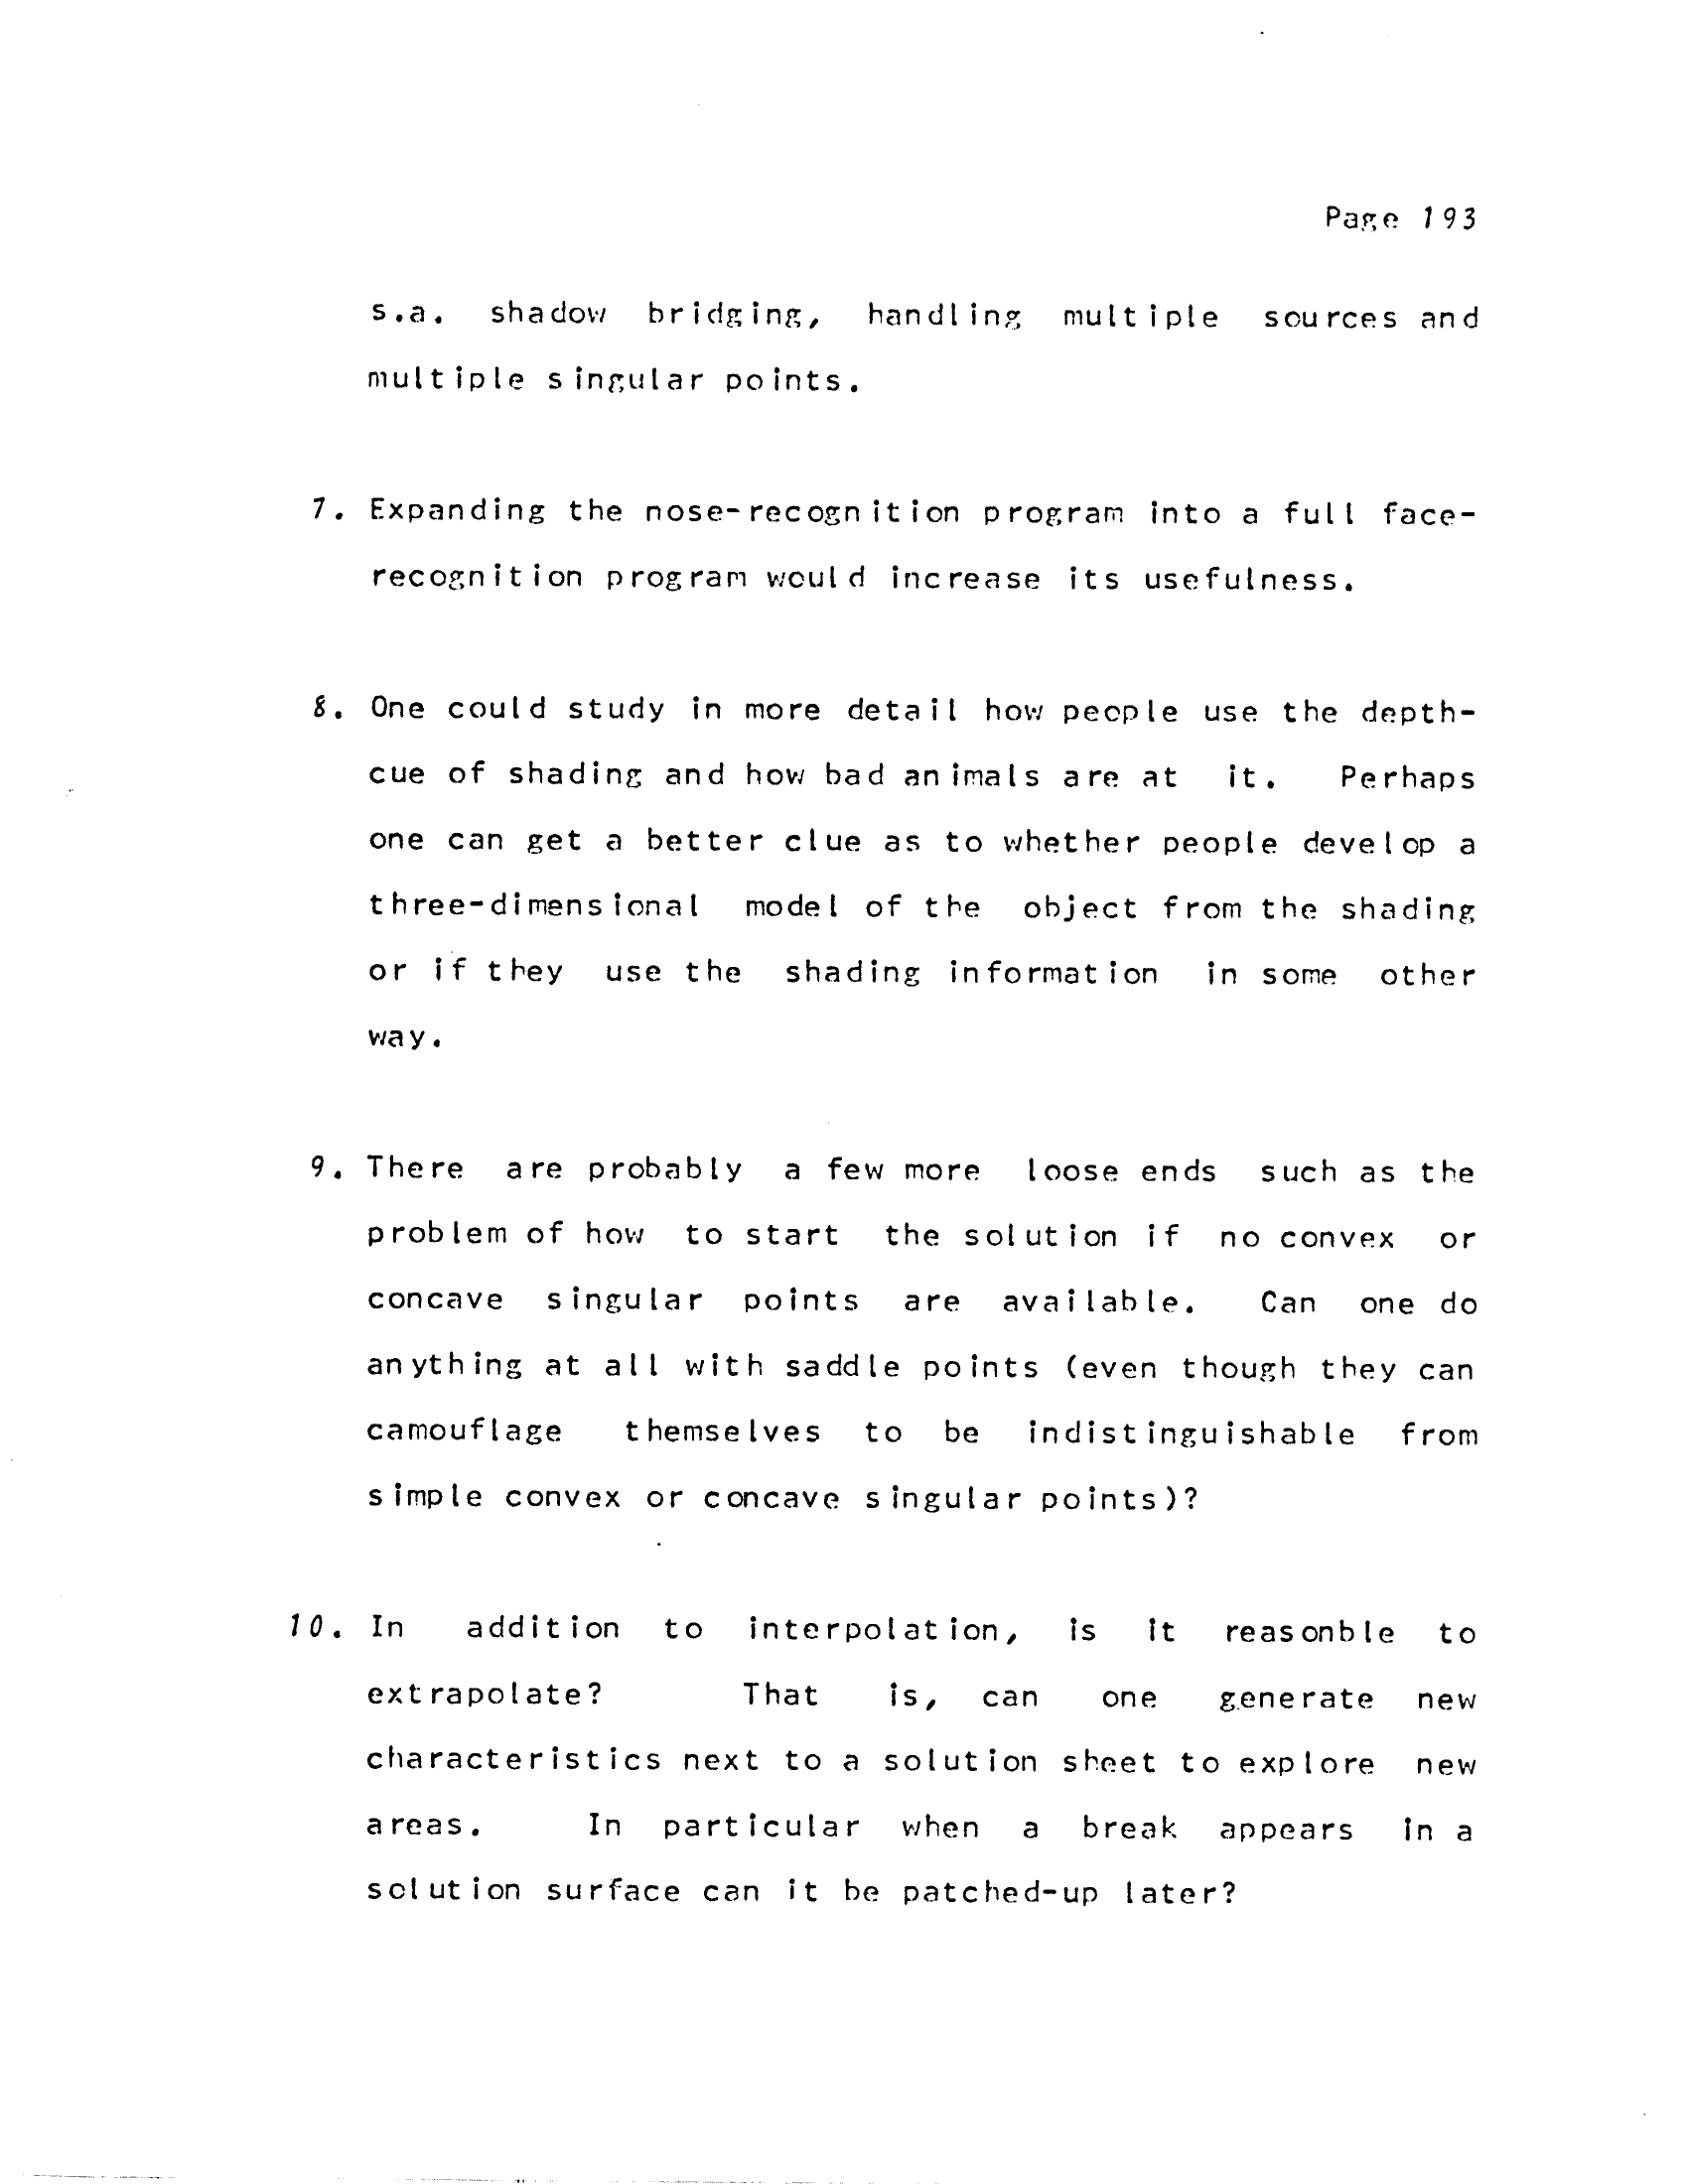 Page 193
s.a. shadow bridging, handling multiple sources and
multiple singular points.
7. Expanding the nose-recognition program into a full face-
recognition program would increase its usefulness.
8. One could study in more detail how people use the depth-
cue of shading and how bad animals are at it. Perhaps
one can get a better clue as to whether people develop a
three-dimensional model of the object from the shading
or if they use the shading information in some other
way.
9. There are probably a few more loose ends such as the
problem of how to start the solution if no convex or
concave singular points are available. Can one do
anything at all with saddle points (even though they can
camouflage themselves to be indistinguishable from
simple convex or concave singular points)?
10. In addition to interpolation, is it reasonble to
extrapolate? That is, can one generate new
characteristics next to a solution sheet to explore new
areas. In particular when a break appears in a
solution surface can it be patched-up later?